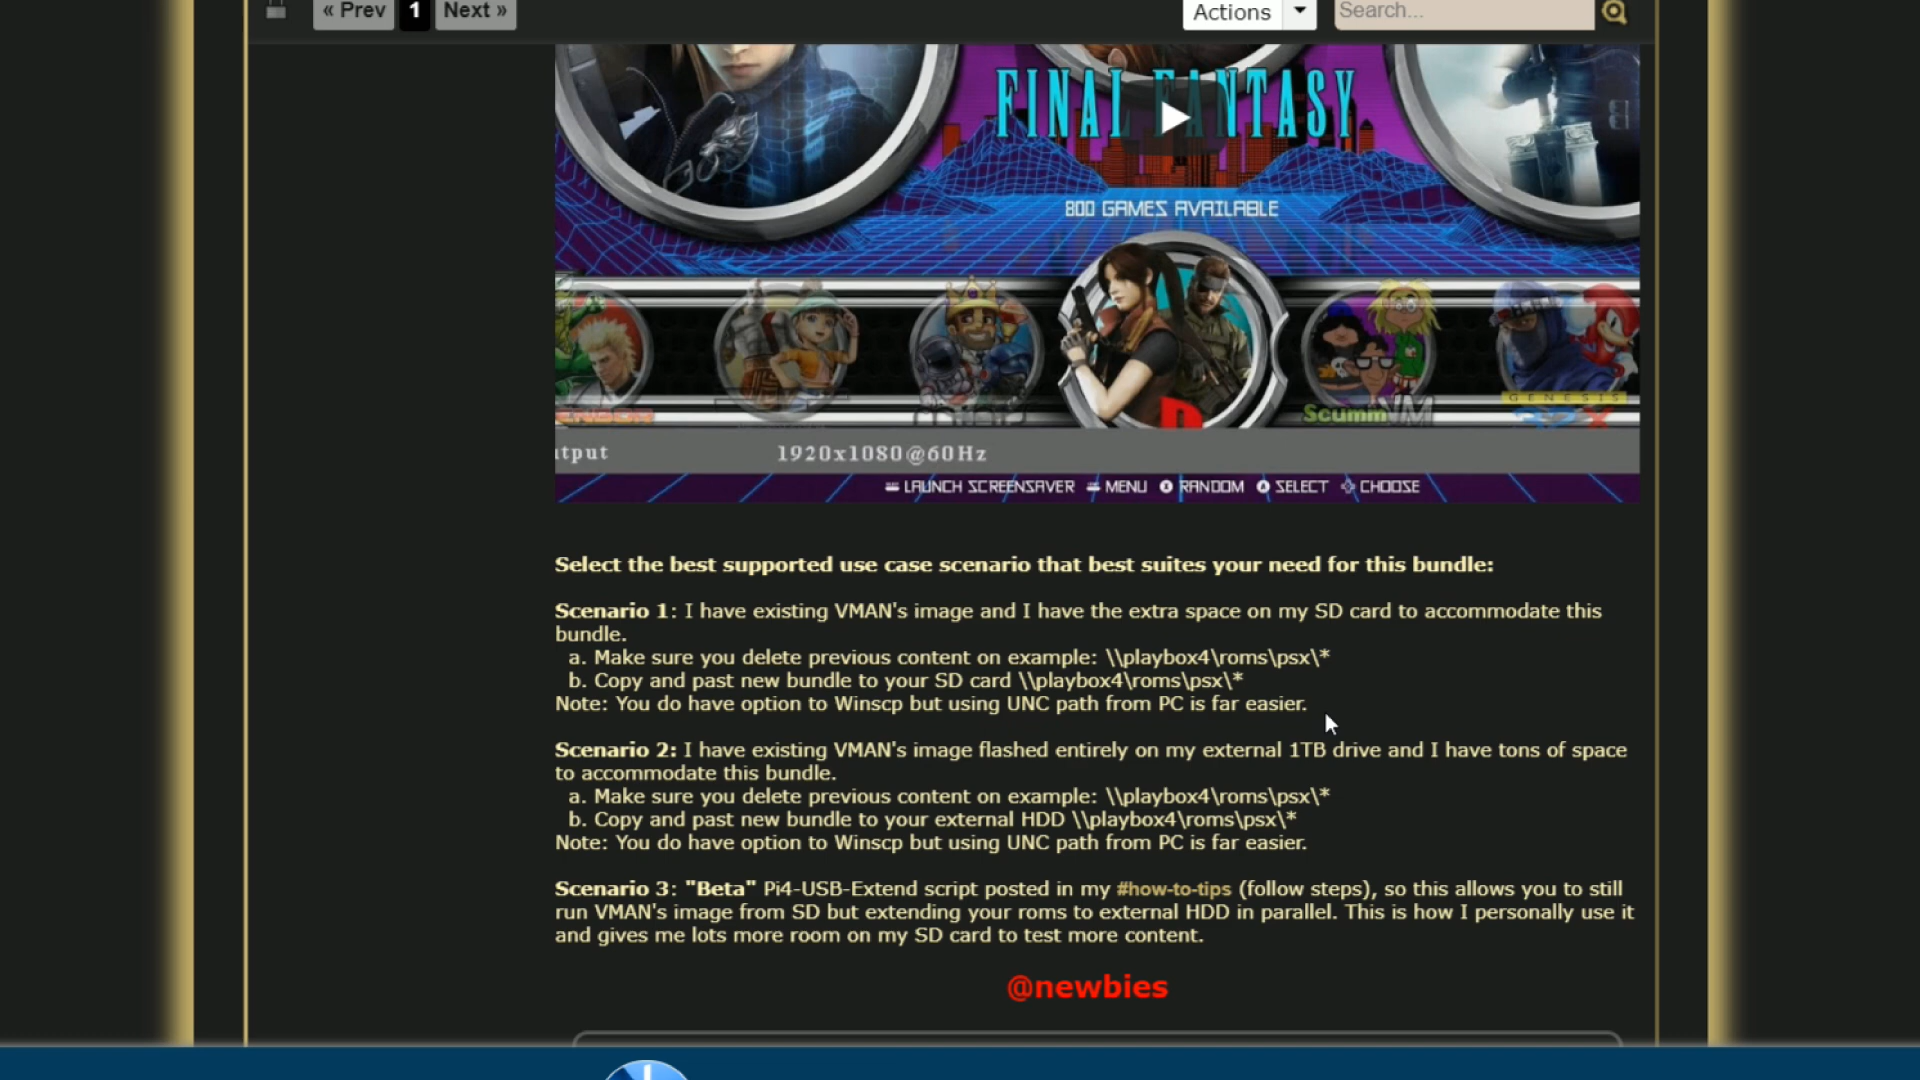 « Prev 1 Next »
Actions
Search...
FINAL FANTASY
800 GAMES AVAILABLE
ScummVM
GENESIS
1920x1080@60Hz
LAUNCH SCREENSAVER MENU RANDOM SELECT CHOOSE
Select the best supported use case scenario that best suites your need for this bundle:
Scenario 1: I have existing VMAN's image and I have the extra space on my SD card to accommodate this
bundle.
a. Make sure you delete previous content on example: \\playbox4\roms\psx\*
b. Copy and past new bundle to your SD card \\playbox4\roms\psx\*
Note: You do have option to Winscp but using UNC path from PC is far easier.
Scenario 2: I have existing VMAN's image flashed entirely on my external 1TB drive and I have tons of space
to accommodate this bundle.
a. Make sure you delete previous content on example: \\playbox4\roms\psx\*
b. Copy and past new bundle to your external HDD \\playbox4\roms\psx\*
Note: You do have option to Winscp but using UNC path from PC is far easier.
Scenario 3: "Beta" Pi4-USB-Extend script posted in my #how-to-tips (follow steps), so this allows you to still
run VMAN's image from SD but extending your roms to external HDD in parallel. This is how I personally use it
and gives me lots more room on my SD card to test more content.
@newbies